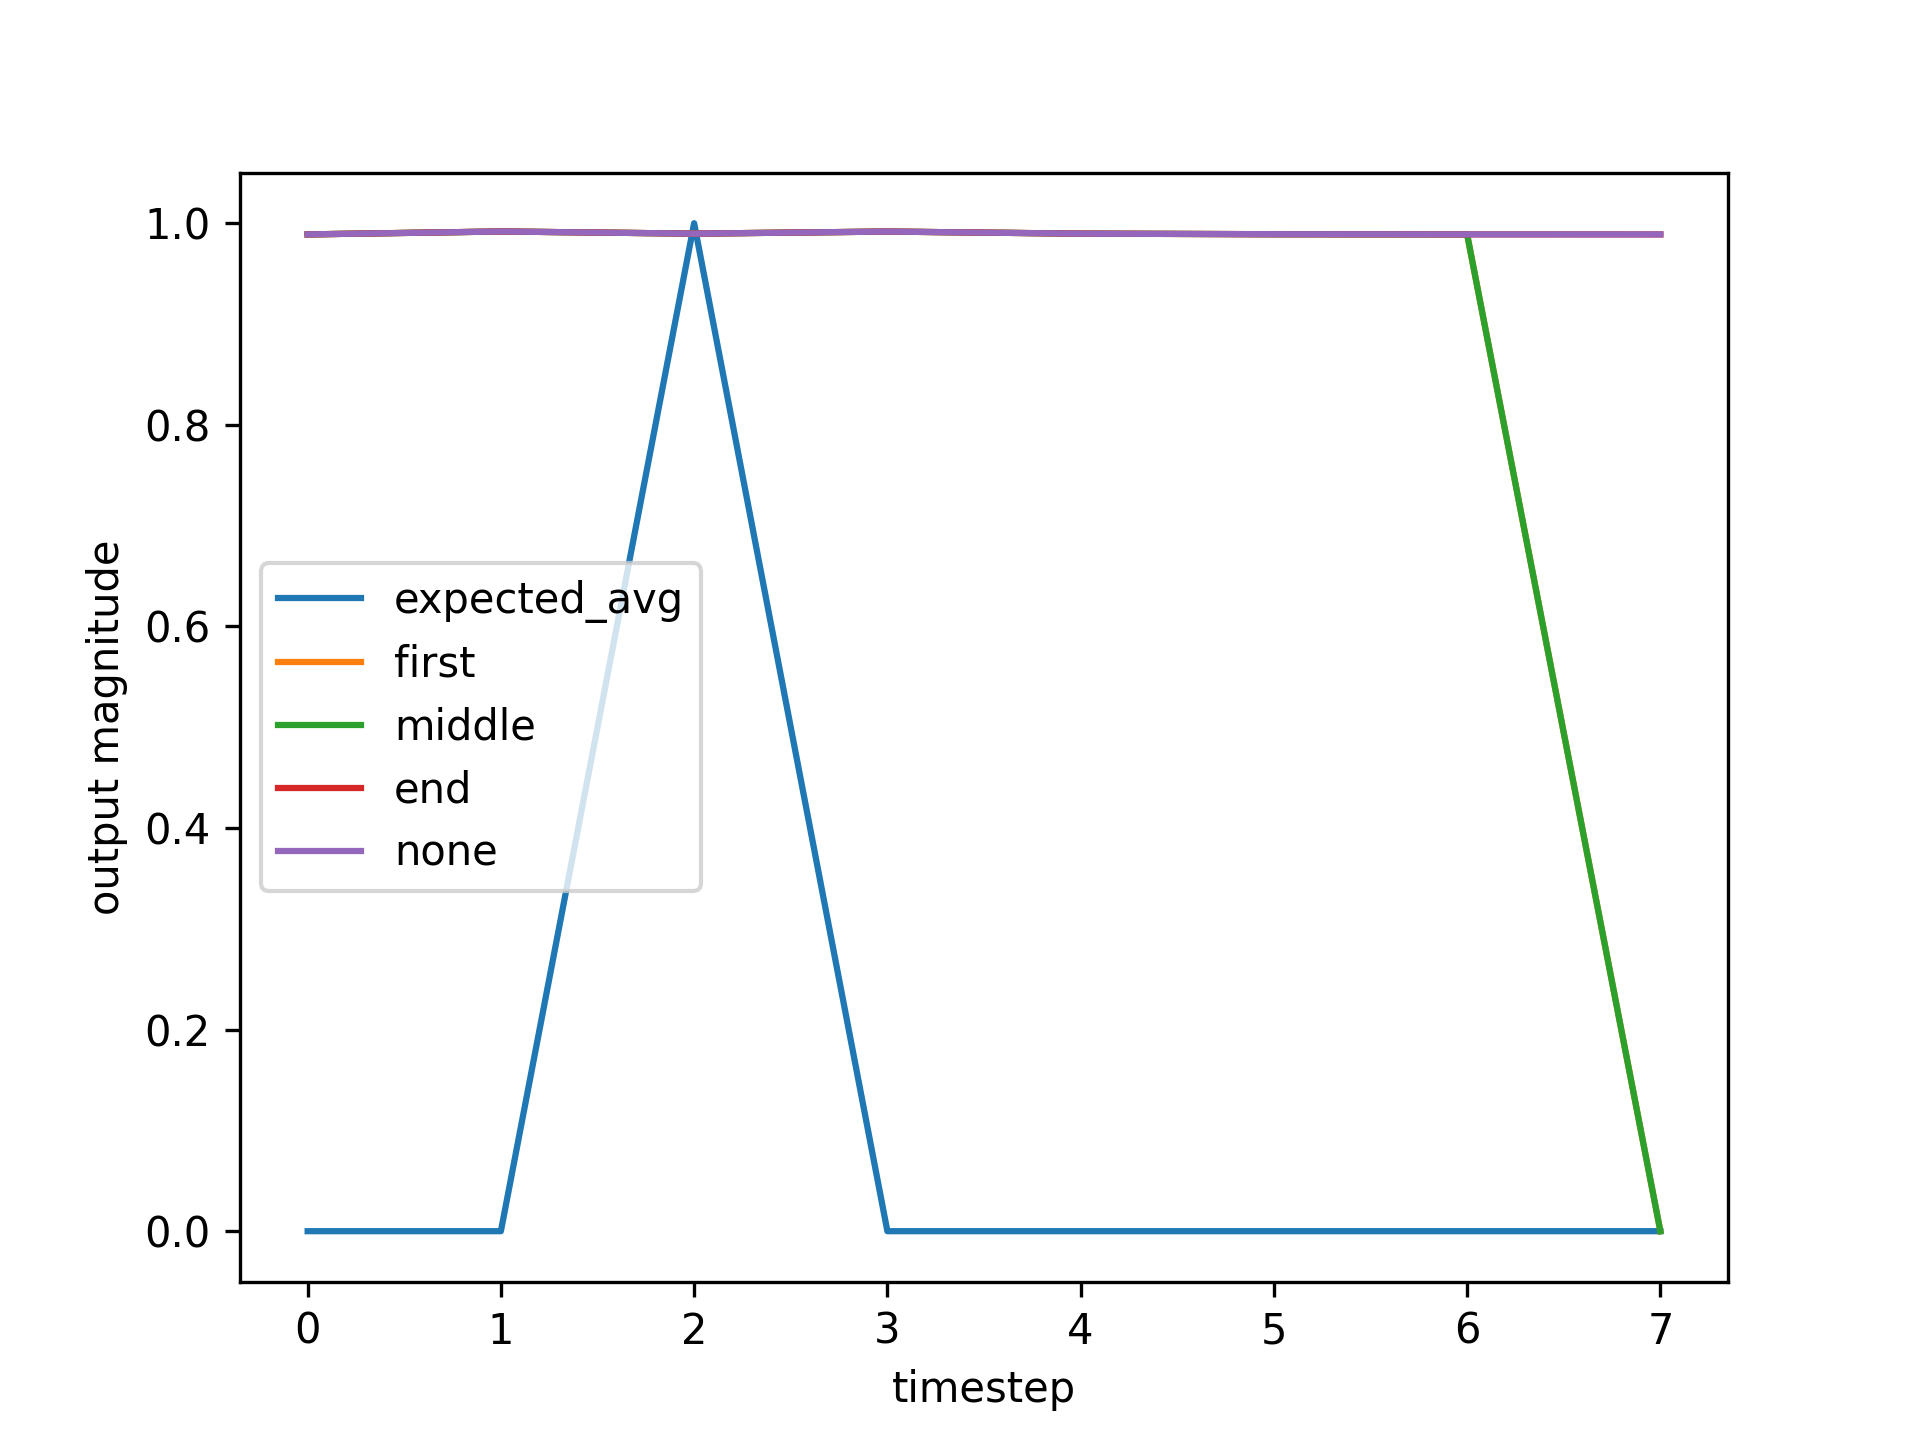 1.0
0.8
0.6
0.4
0.2
0.0
output magnitude
expected_avg
first
middle
end
none
0 1 2 3 4 5 6 7
timestep